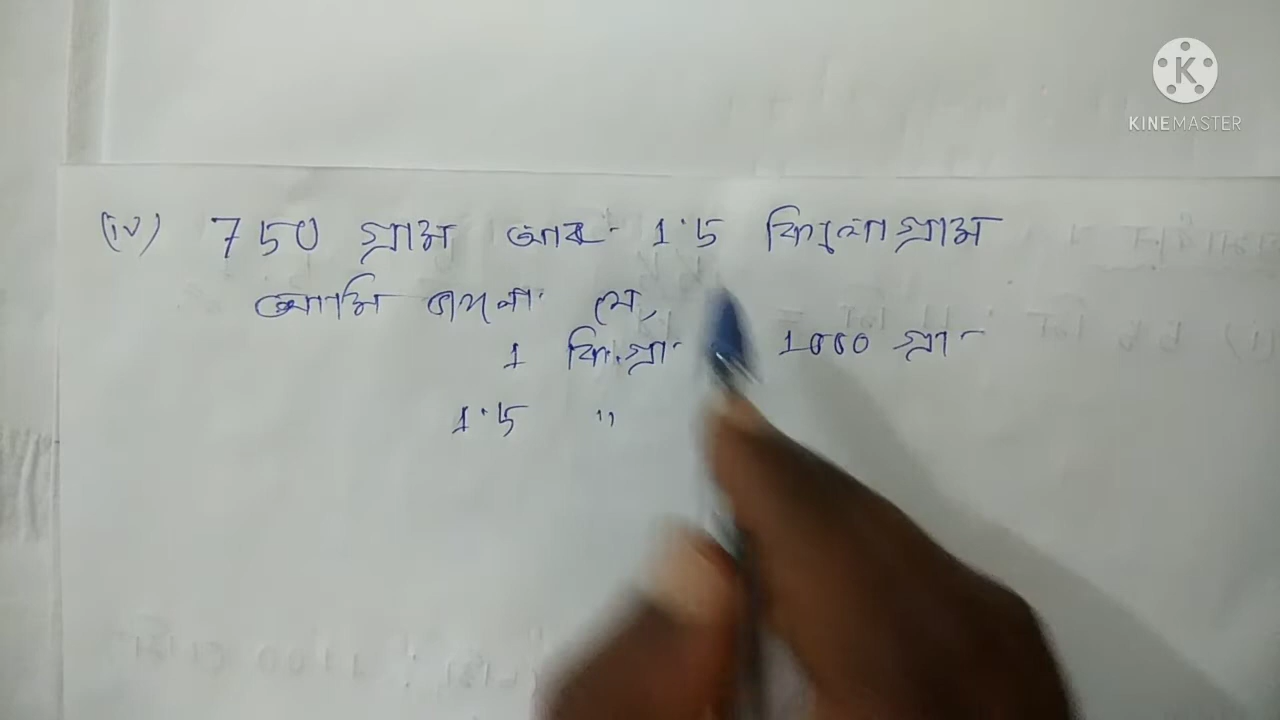 KINEMASTER
(iv) 750 গ্ৰাম আৰু 1·5 কিলোগ্ৰাম
আমি জানো যে,
1 কি.গ্ৰা 1000 গ্ৰা
1·5 "